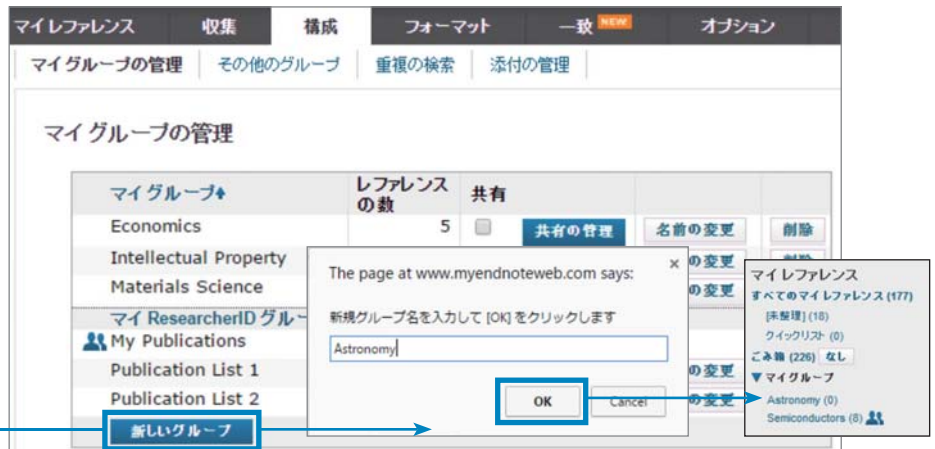 マイレファレンス 収集 構成 フォーマット 一致 NEW オプション
マイグループの管理 その他のグループ 重複の検索 添付の管理
マイ グループの管理
マイ グループ レファレンスの数 共有
Economics 5 共有の管理 名前の変更 削除
Intellectual Property の変更 削除
Materials Science の変更
マイ ResearcherID グルー
My Publications
Publication List 1 の変更
Publication List 2 の変更
新しいグループ
The page at www.myendnoteweb.com says: ×
新規グループ名を入力して [OK] をクリックします
Astronomy
OK Cancel
マイレファレンス
すべてのマイレファレンス (177)
[未整理] (18)
クイックリスト (0)
ごみ箱 (226) なし
▼マイグループ
Astronomy (0)
Semiconductors (8)